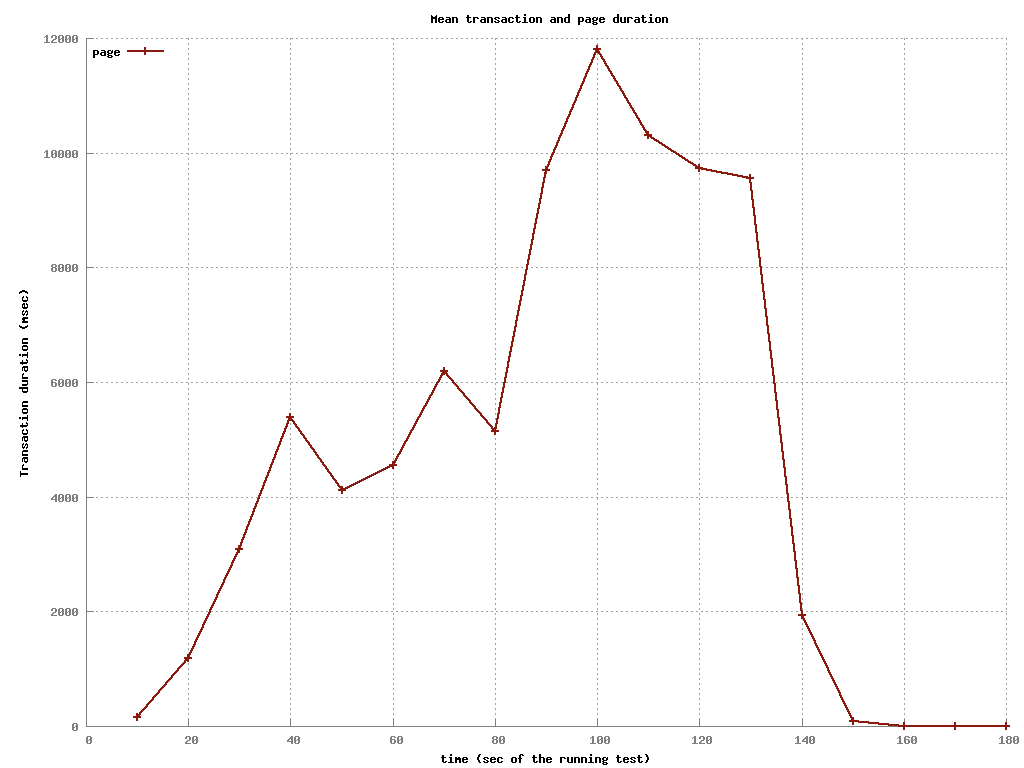 Mean transaction and page duration
12000
page
10000
8000
6000
4000
2000
0
Transaction duration (msec)
0 20 40 60 80 100 120 140 160 180
time (sec of the running test)